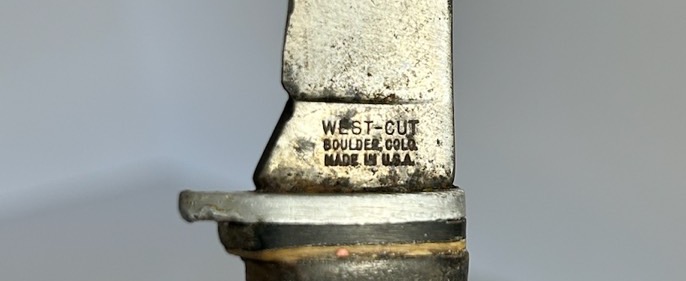 WEST-CUT
BOULDER, COLO.
MADE IN U.S.A.